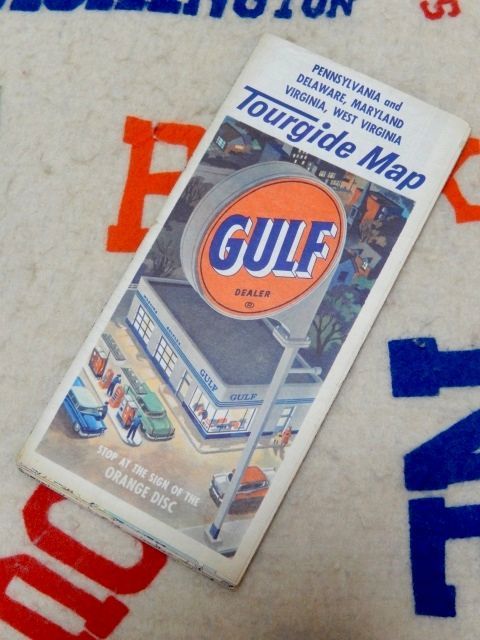 PENNSYLVANIA and
DELAWARE, MARYLAND
VIRGINIA, WEST VIRGINIA
Tourgide Map
GULF
DEALER
GULF
GULF
STOP AT THE SIGN OF THE
ORANGE DISC